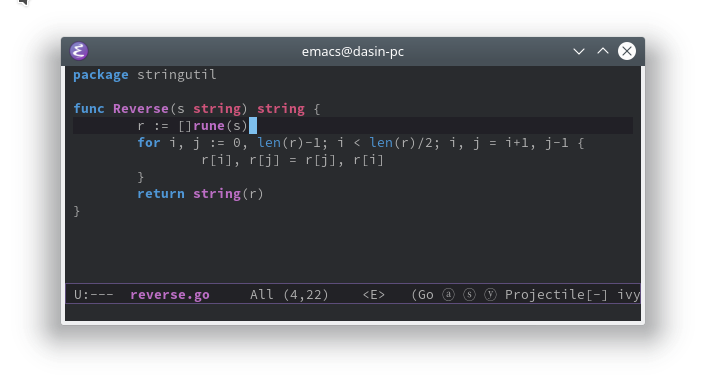 emacs@dasin-pc
package stringutil
func Reverse(s string) string {
r := []rune(s)
for i, j := 0, len(r)-1; i < len(r)/2; i, j = i+1, j-1 {
r[i], r[j] = r[j], r[i]
}
return string(r)
}
U:--- reverse.go All (4,22) <E> (Go ⓐ ⓢ ⓨ Projectile[-] ivy